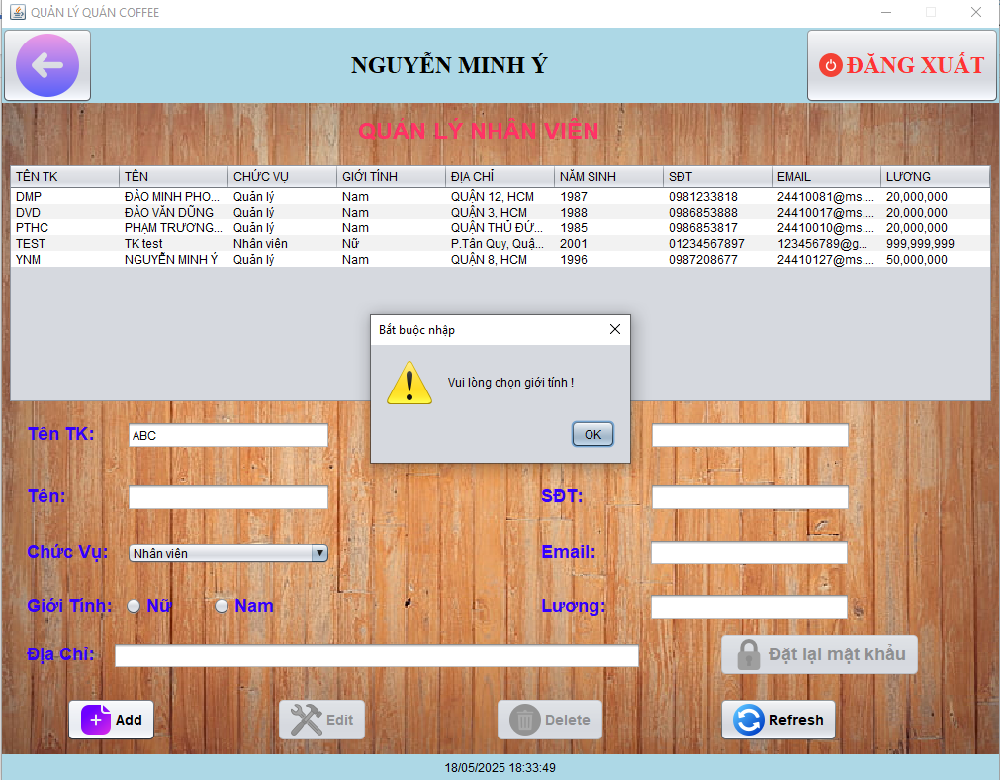 QUẢN LÝ QUÁN COFFEE
NGUYỄN MINH Ý
ĐĂNG XUẤT
QUẢN LÝ NHÂN VIÊN
TÊN TK TÊN CHỨC VỤ GIỚI TÍNH ĐỊA CHỈ NĂM SINH SĐT EMAIL LƯƠNG
DMP ĐÀO MINH PHO... Quản lý Nam QUẬN 12, HCM 1987 0981233818 24410081@ms.... 20,000,000
DVD ĐÀO VĂN DŨNG Quản lý Nam QUẬN 3, HCM 1988 0986853888 24410017@ms.... 20,000,000
PTHC PHẠM TRƯƠNG... Quản lý Nam QUẬN THỦ ĐỨ... 1985 0986853817 24410010@ms.... 20,000,000
TEST TK test Nhân viên Nữ P.Tân Quy, Quậ... 2001 01234567897 123456789@g... 999,999,999
YNM NGUYỄN MINH Ý Quản lý Nam QUẬN 8, HCM 1996 0987208677 24410127@ms.... 50,000,000
Bắt buộc nhập
Vui lòng chọn giới tính !
OK
Tên TK: ABC
Tên:
SĐT:
Chức Vụ: Nhân viên
Email:
Giới Tính: Nữ Nam
Lương:
Địa Chỉ:
Đặt lại mật khẩu
Add Edit Delete Refresh
18/05/2025 18:33:49